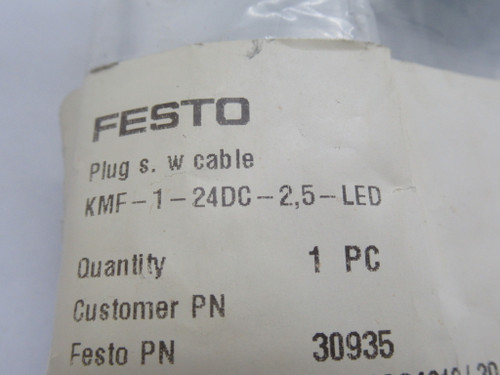 FESTO
Plug s. w cable
KMF-1-24DC-2,5-LED
Quantity 1 PC
Customer PN
Festo PN 30935